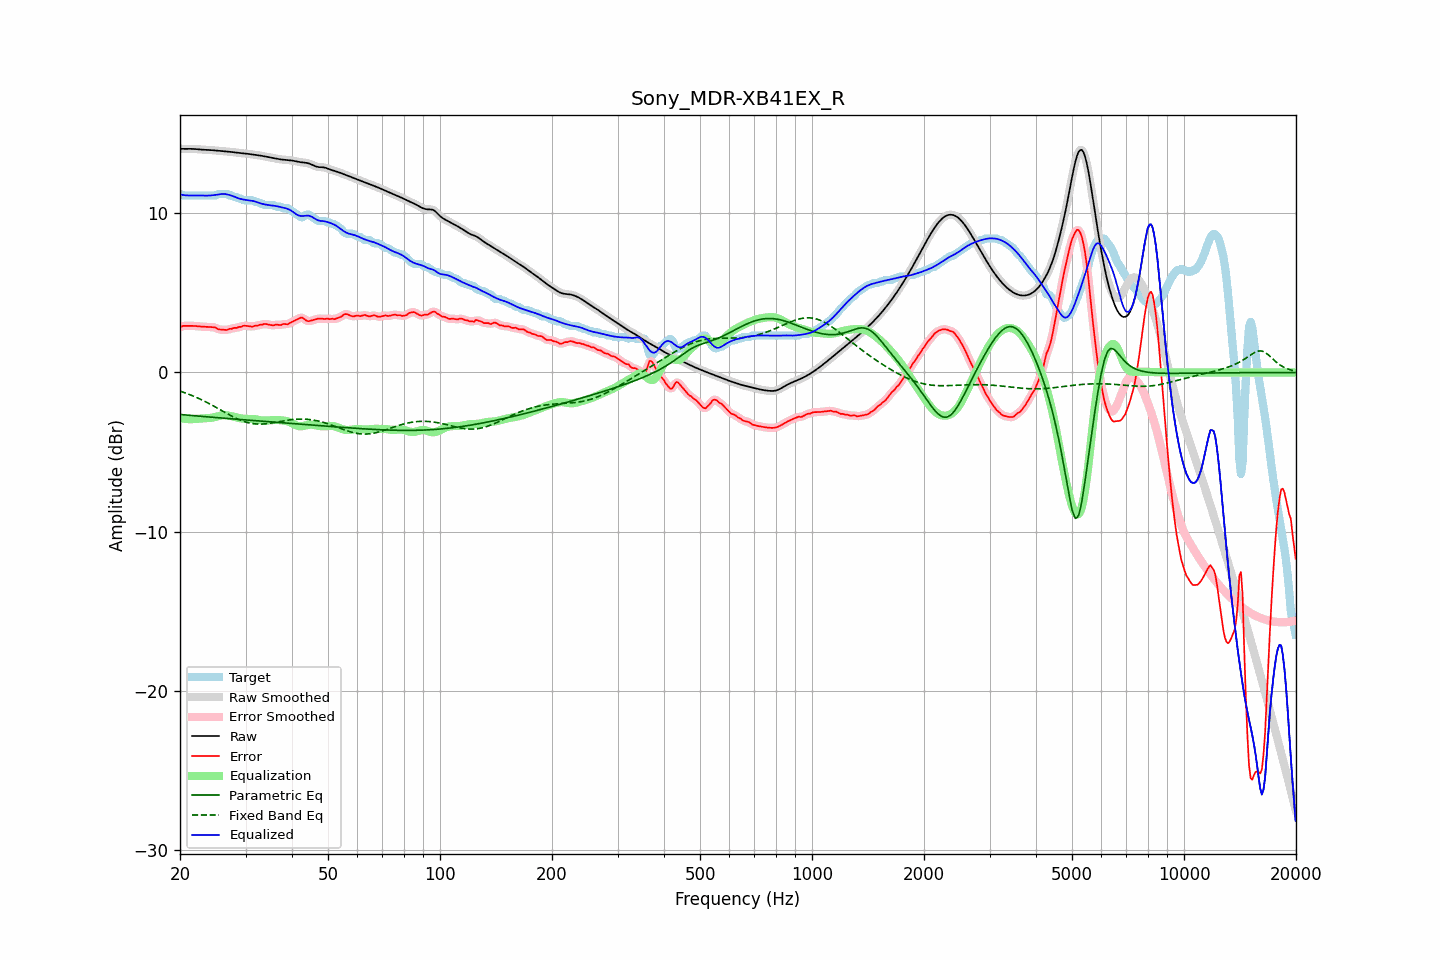 Sony_MDR-XB41EX_R
Amplitude (dBr)
10
0
−10
−20
−30
Target
Raw Smoothed
Error Smoothed
Raw
Error
Equalization
Parametric Eq
Fixed Band Eq
Equalized
20 50 100 200 500 1000 2000 5000 10000 20000
Frequency (Hz)